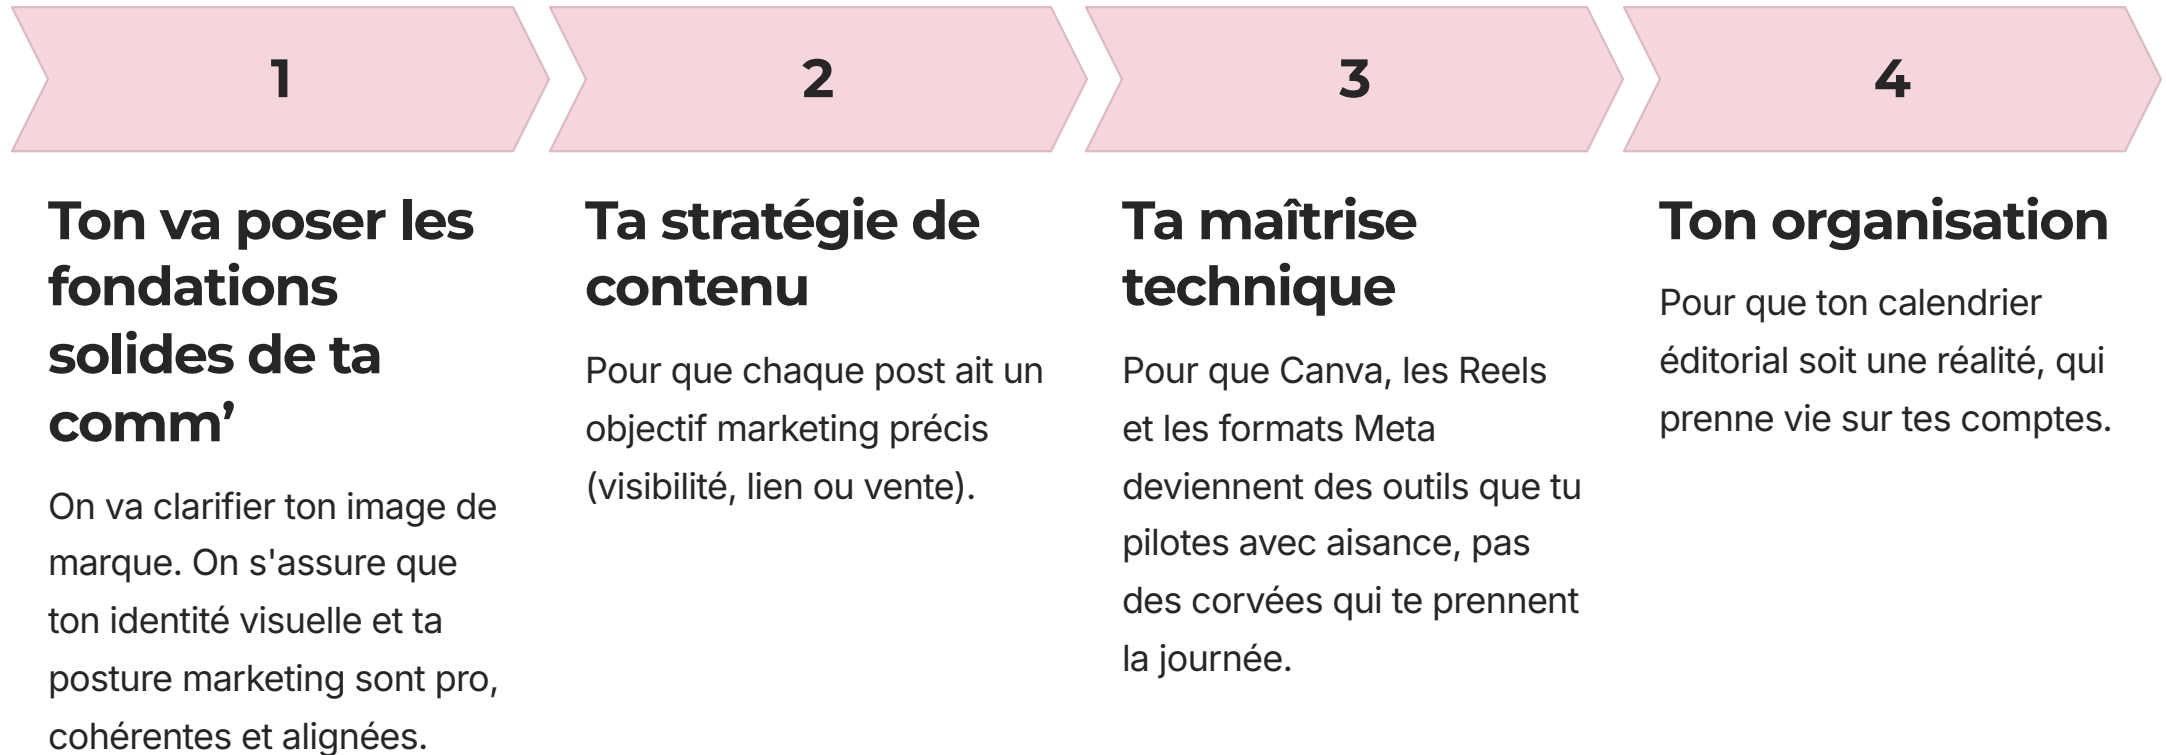 1
Ton va poser les
fondations
solides de ta
comm’
On va clarifier ton image de
marque. On s'assure que
ton identité visuelle et ta
posture marketing sont pro,
cohérentes et alignées.
2
Ta stratégie de
contenu
Pour que chaque post ait un
objectif marketing précis
(visibilité, lien ou vente).
3
Ta maîtrise
technique
Pour que Canva, les Reels
et les formats Meta
deviennent des outils que tu
pilotes avec aisance, pas
des corvées qui te prennent
la journée.
4
Ton organisation
Pour que ton calendrier
éditorial soit une réalité, qui
prenne vie sur tes comptes.